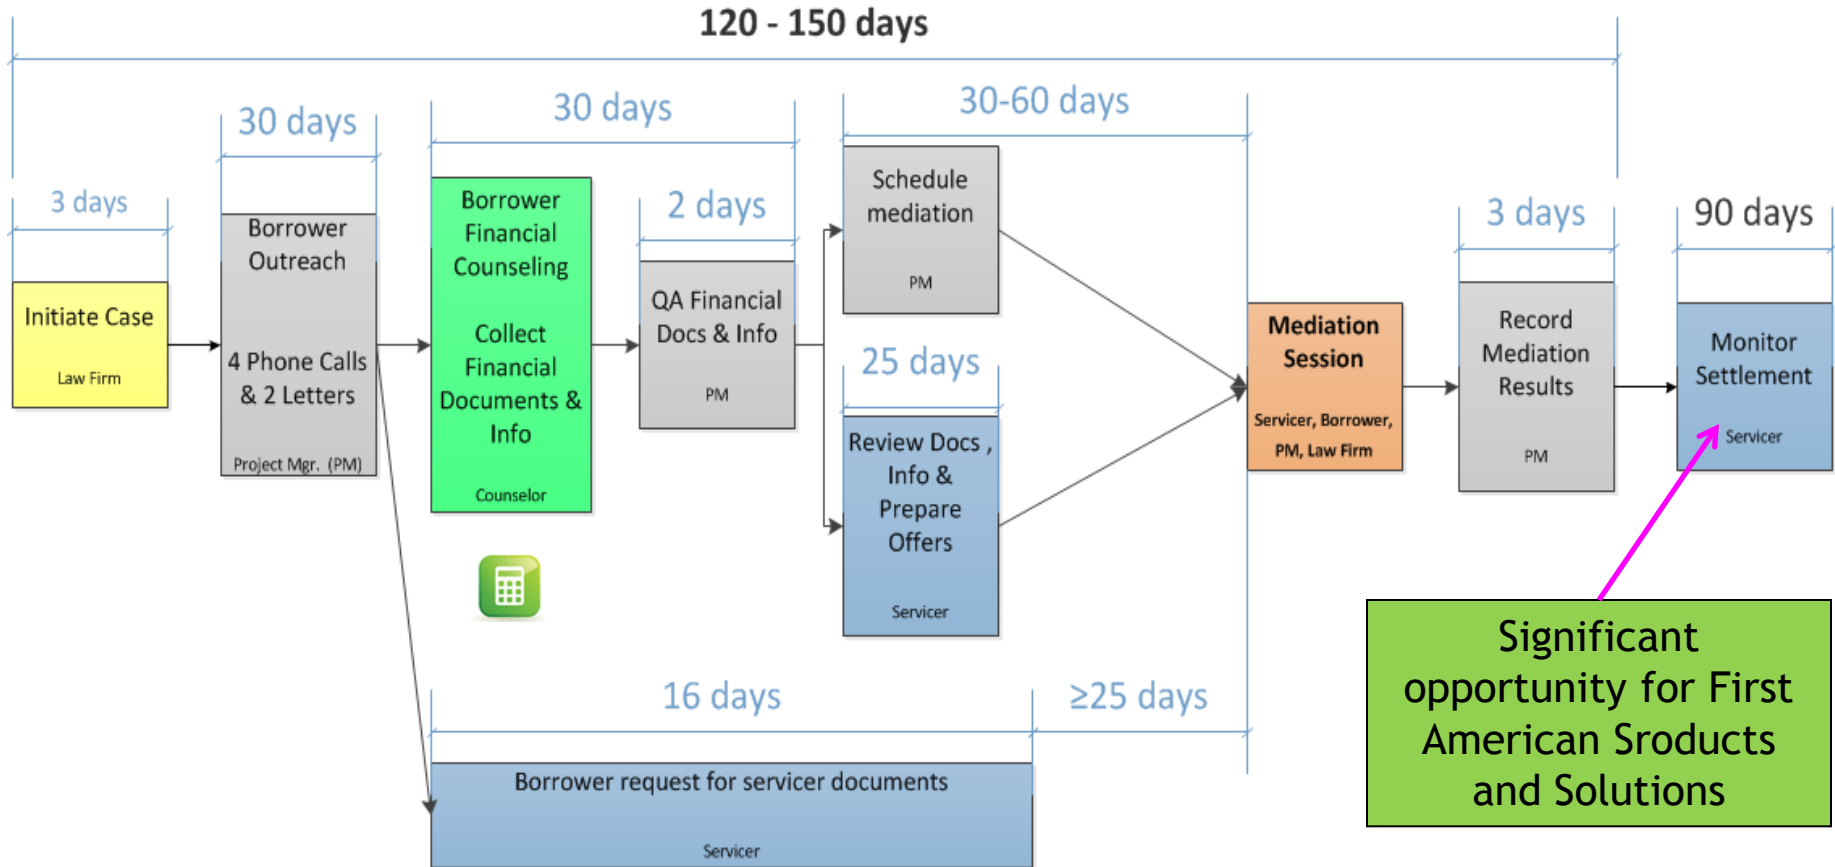 120 - 150 days
30 days
30 days
30-60 days
3 days
2 days
3 days
90 days
Initiate Case
Law Firm
Borrower
Outreach
4 Phone Calls
& 2 Letters
Project Mgr. (PM)
Borrower
Financial
Counseling
Collect
Financial
Documents &
Info
Counselor
QA Financial
Docs & Info
PM
Schedule
mediation
PM
25 days
Review Docs ,
Info &
Prepare
Offers
Servicer
Mediation
Session
Servicer, Borrower,
PM, Law Firm
Record
Mediation
Results
PM
Monitor
Settlement
Servicer
16 days
≥25 days
Borrower request for servicer documents
Servicer
Significant
opportunity for First
American Sroducts
and Solutions